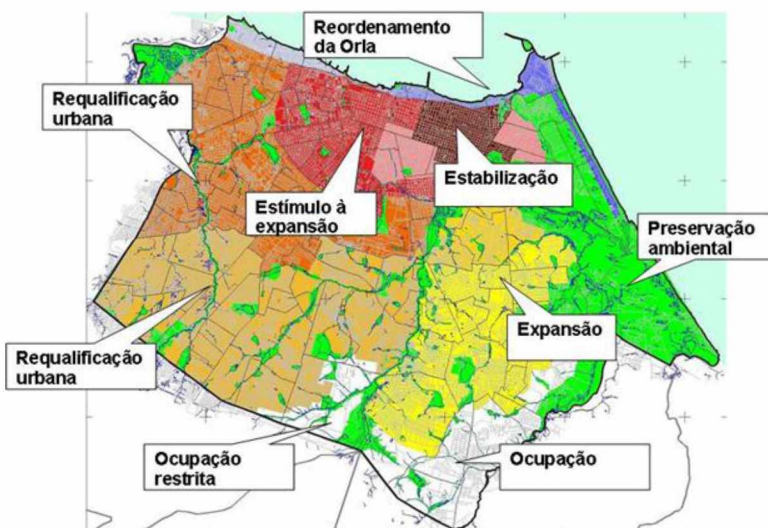 Reordenamento
da Orla
Requalificação
urbana
Estímulo à
expansão
Estabilização
Preservação
ambiental
Expansão
Requalificação
urbana
Ocupação
restrita
Ocupação